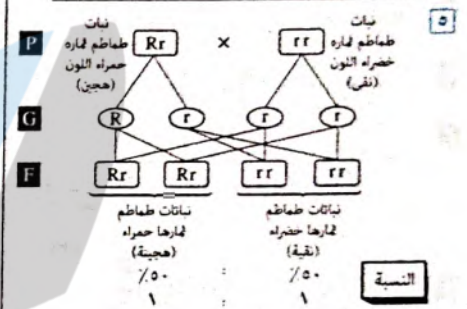 ٥
P
نبات
طماطم ثماره
حمراء اللون
(هجين)
Rr
×
rr
نبات
طماطم ثماره
خضراء اللون
(نقى)
G
R r r r
F
Rr Rr rr rr
نباتات طماطم
ثمارها حمراء
(هجينة)
نباتات طماطم
ثمارها خضراء
(نقية)
٪٥٠ : ٪٥٠
١ : ١
النسبة